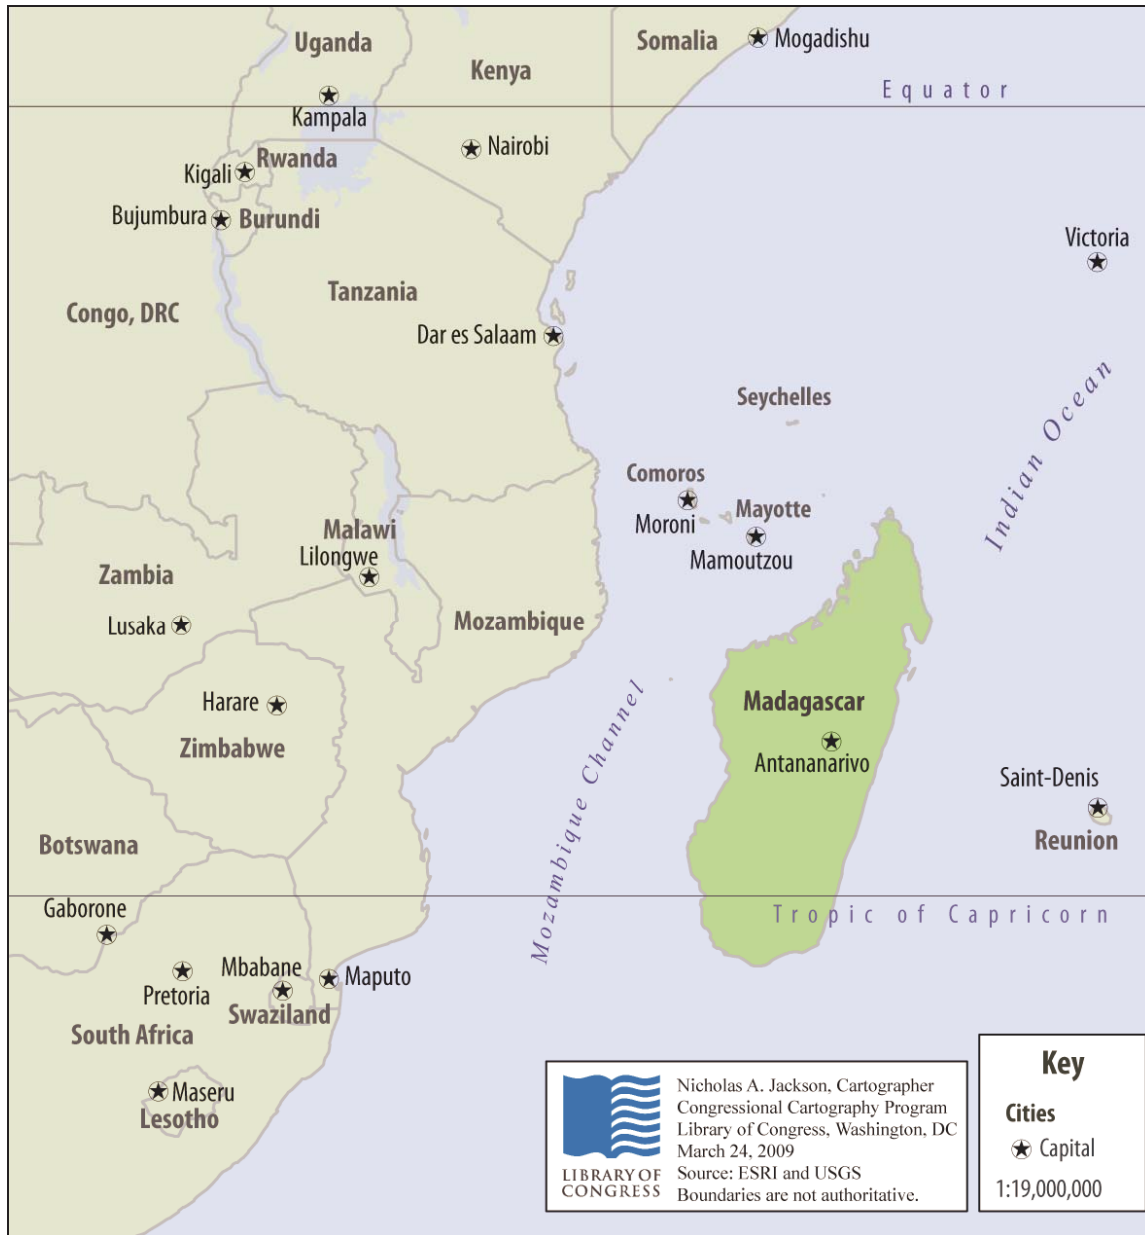 Somalia
Mogadishu
Uganda
Kenya
Equator
Kampala
Nairobi
Rwanda
Kigali
Bujumbura
Burundi
Victoria
Tanzania
Congo, DRC
Dar es Salaam
Seychelles
Indian Ocean
Comoros
Moroni
Mayotte
Mamoutzou
Malawi
Lilongwe
Zambia
Lusaka
Mozambique
Harare
Zimbabwe
Mozambique Channel
Madagascar
Antananarivo
Saint-Denis
Reunion
Botswana
Gaborone
Tropic of Capricorn
Mbabane
Maputo
Pretoria
Swaziland
South Africa
Maseru
Lesotho
LIBRARY OF
CONGRESS
Nicholas A. Jackson, Cartographer
Congressional Cartography Program
Library of Congress, Washington, DC
March 24, 2009
Source: ESRI and USGS
Boundaries are not authoritative.
Key
Cities
Capital
1:19,000,000